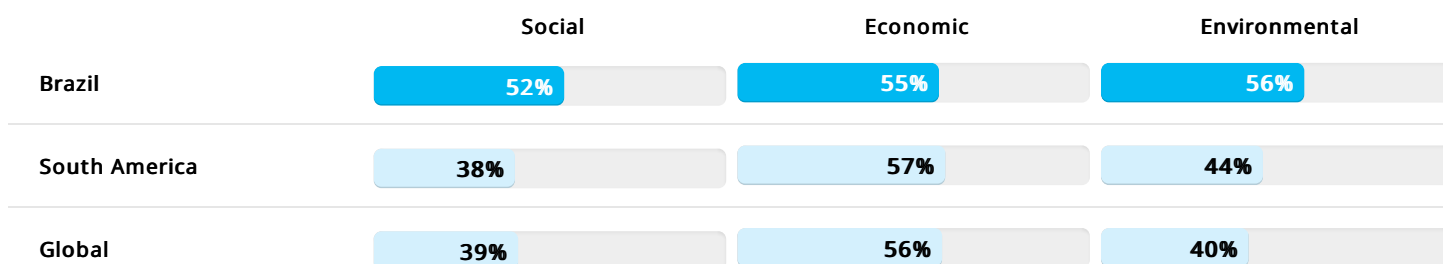 Social Economic Environmental
Brazil 52% 55% 56%
South America 38% 57% 44%
Global 39% 56% 40%